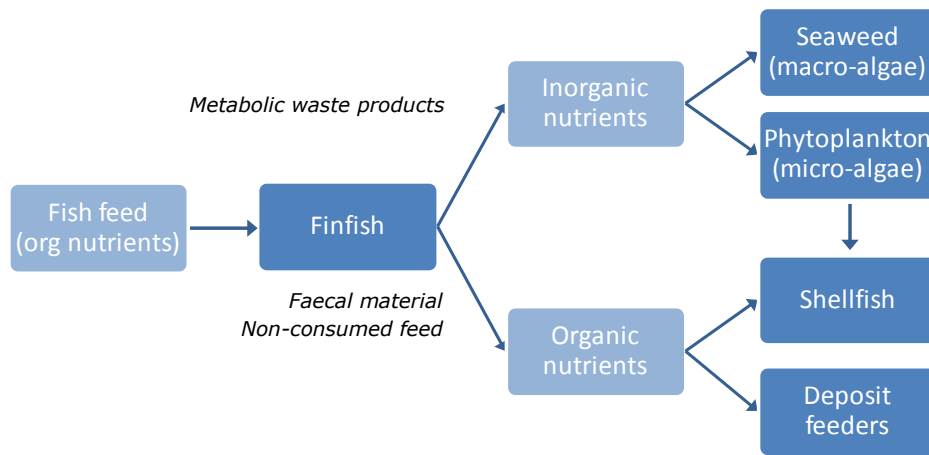 Seaweed
(macro-algae)
Metabolic waste products
Inorganic
nutrients
Phytoplankton
(micro-algae)
Fish feed
(org nutrients)
Finfish
Faecal material
Non-consumed feed
Shellfish
Organic
nutrients
Deposit
feeders